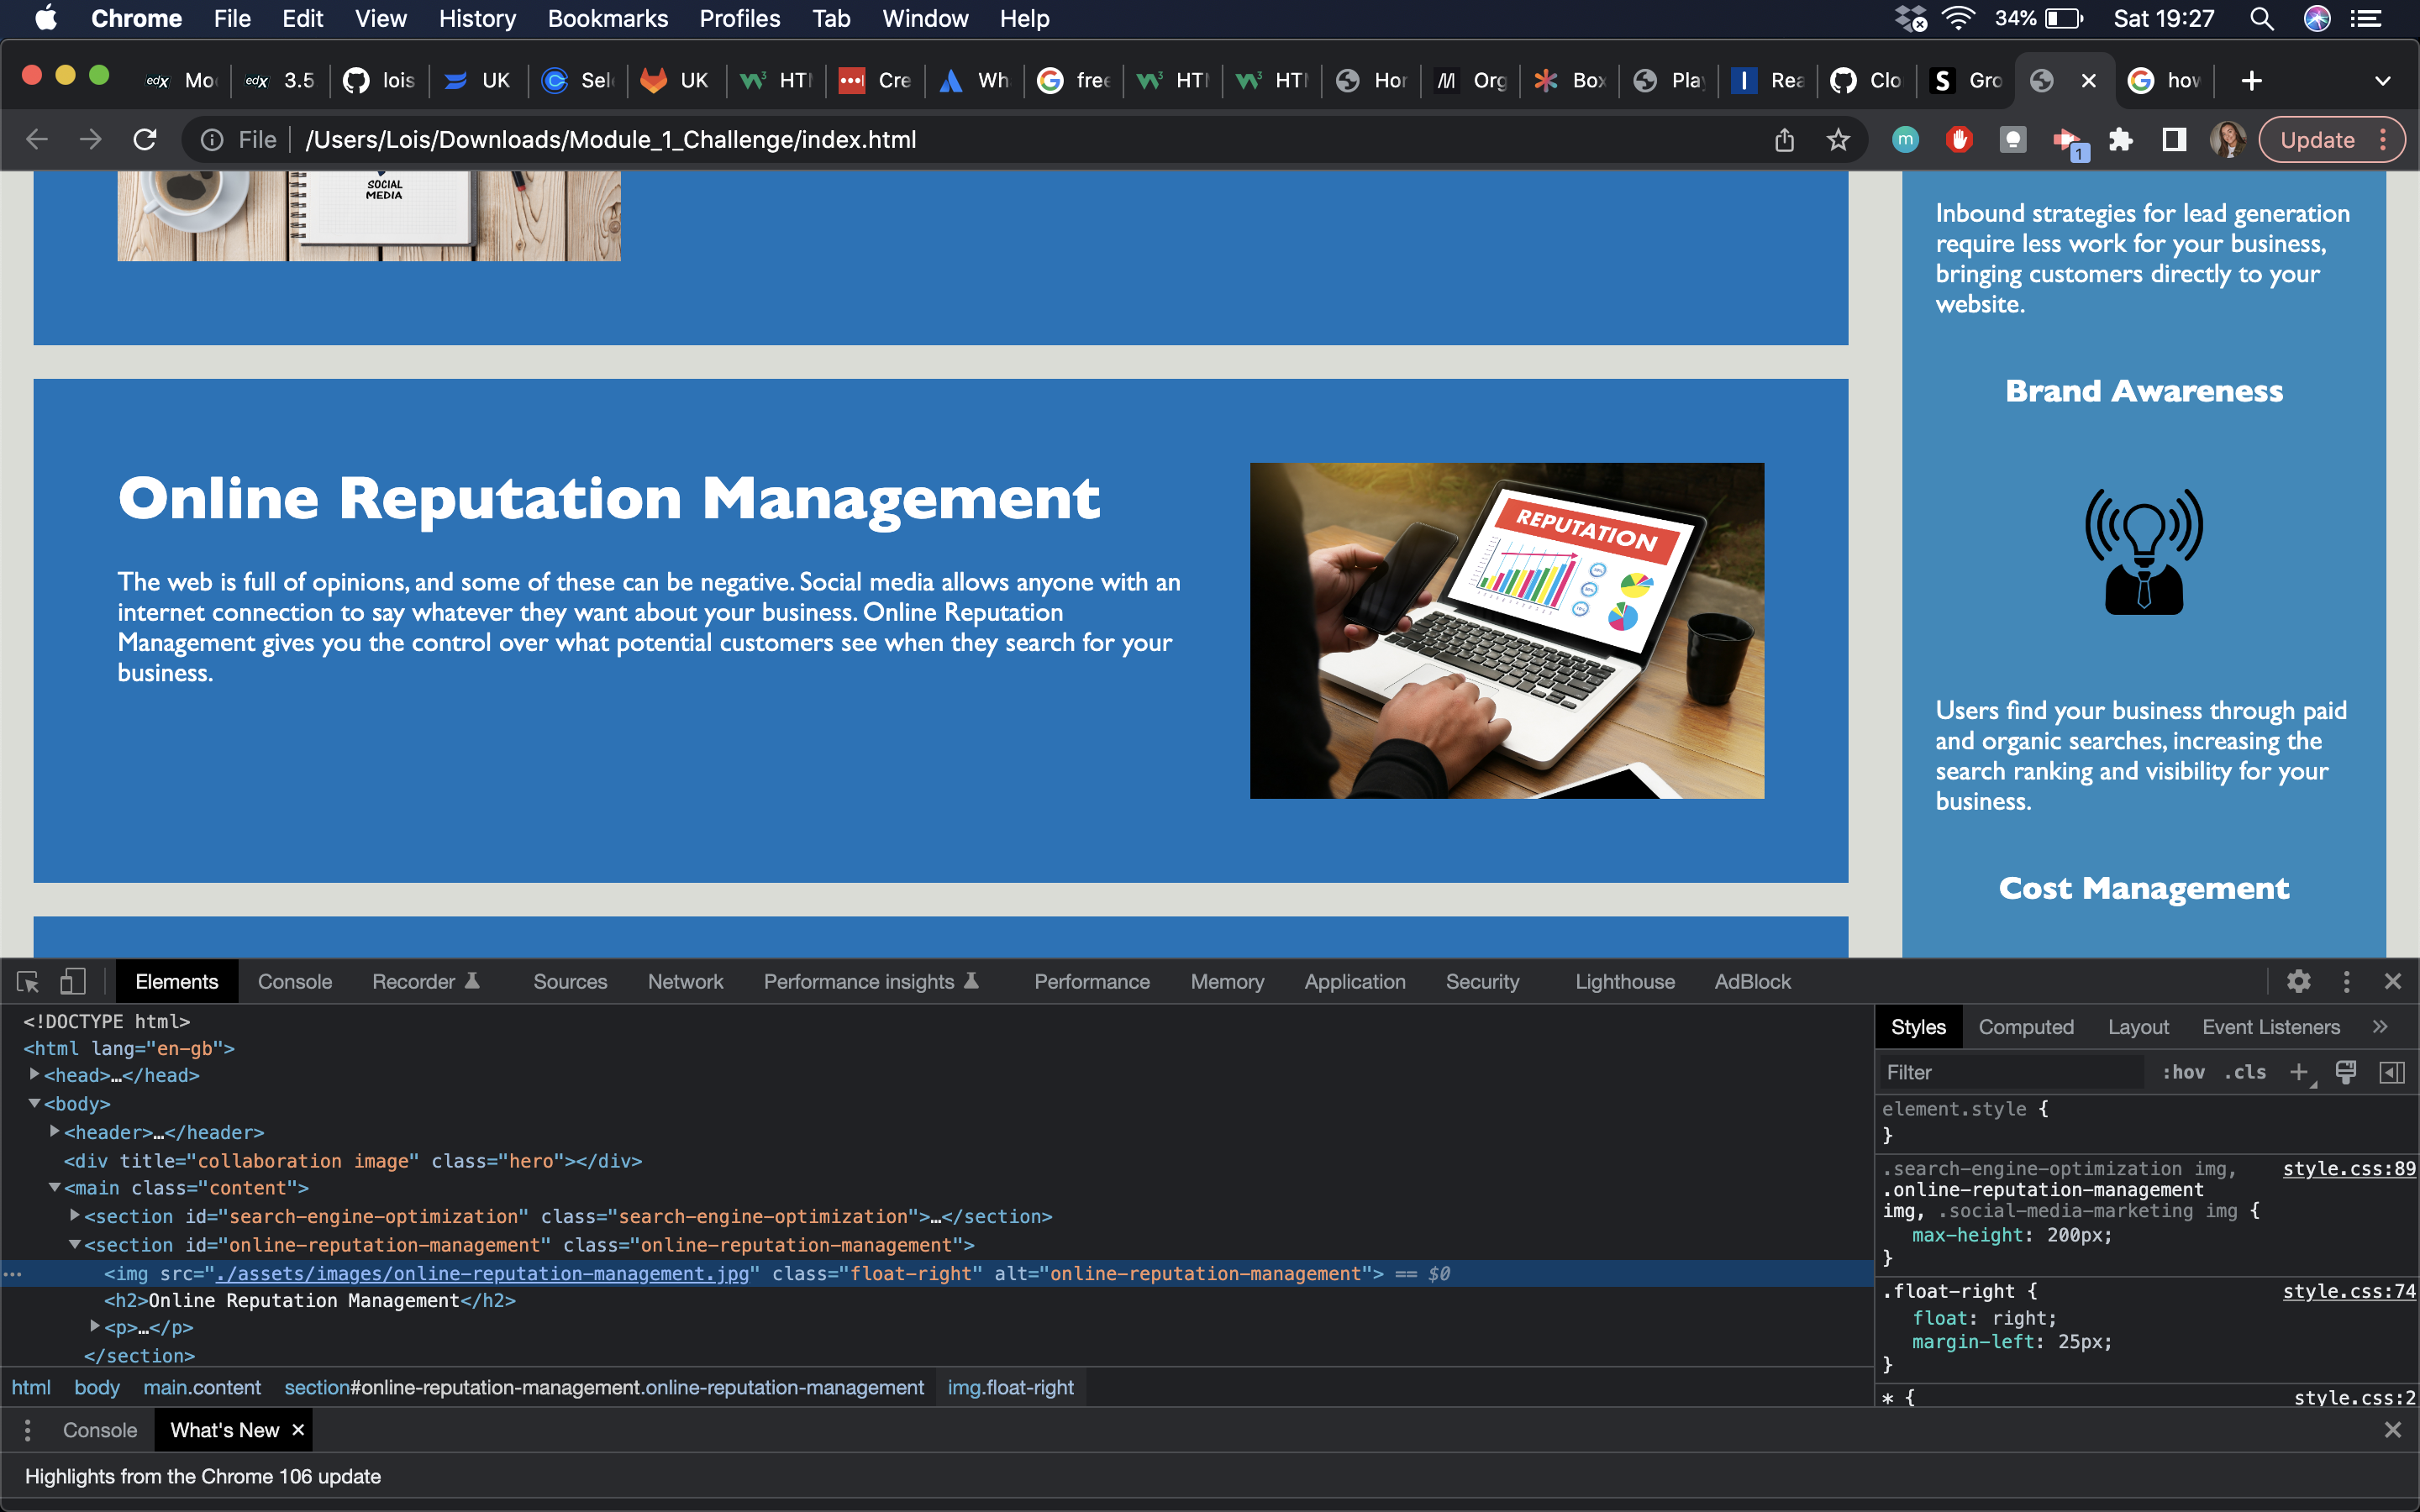 Chrome File Edit View History Bookmarks Profiles Tab Window Help 34% Sat 19:27
edx Mo edx 3.5 lois UK Sel UK HTM Cre Wh free HTM HTM Hor Org Box Play Rea Clo Gro how
File /Users/Lois/Downloads/Module_1_Challenge/index.html m 1 Update
SOCIAL
MEDIA
Inbound strategies for lead generation
require less work for your business,
bringing customers directly to your
website.
Brand Awareness
Online Reputation Management
REPUTATION
The web is full of opinions, and some of these can be negative. Social media allows anyone with an
internet connection to say whatever they want about your business. Online Reputation
Management gives you the control over what potential customers see when they search for your
business.
Users find your business through paid
and organic searches, increasing the
search ranking and visibility for your
business.
Cost Management
Elements Console Recorder Sources Network Performance insights Performance Memory Application Security Lighthouse AdBlock
<!DOCTYPE html>
<html lang="en-gb">
<head>…</head>
<body>
<header>…</header>
<div title="collaboration image" class="hero"></div>
<main class="content">
<section id="search-engine-optimization" class="search-engine-optimization">…</section>
<section id="online-reputation-management" class="online-reputation-management">
<img src="./assets/images/online-reputation-management.jpg" class="float-right" alt="online-reputation-management"> == $0
<h2>Online Reputation Management</h2>
<p>…</p>
</section>
html body main.content section#online-reputation-management.online-reputation-management img.float-right
Styles Computed Layout Event Listeners »
Filter :hov .cls +
element.style {
}
.search-engine-optimization img, style.css:89
.online-reputation-management
img, .social-media-marketing img {
max-height: 200px;
}
.float-right { style.css:74
float: right;
margin-left: 25px;
}
* { style.css:2
Console What's New ×
Highlights from the Chrome 106 update